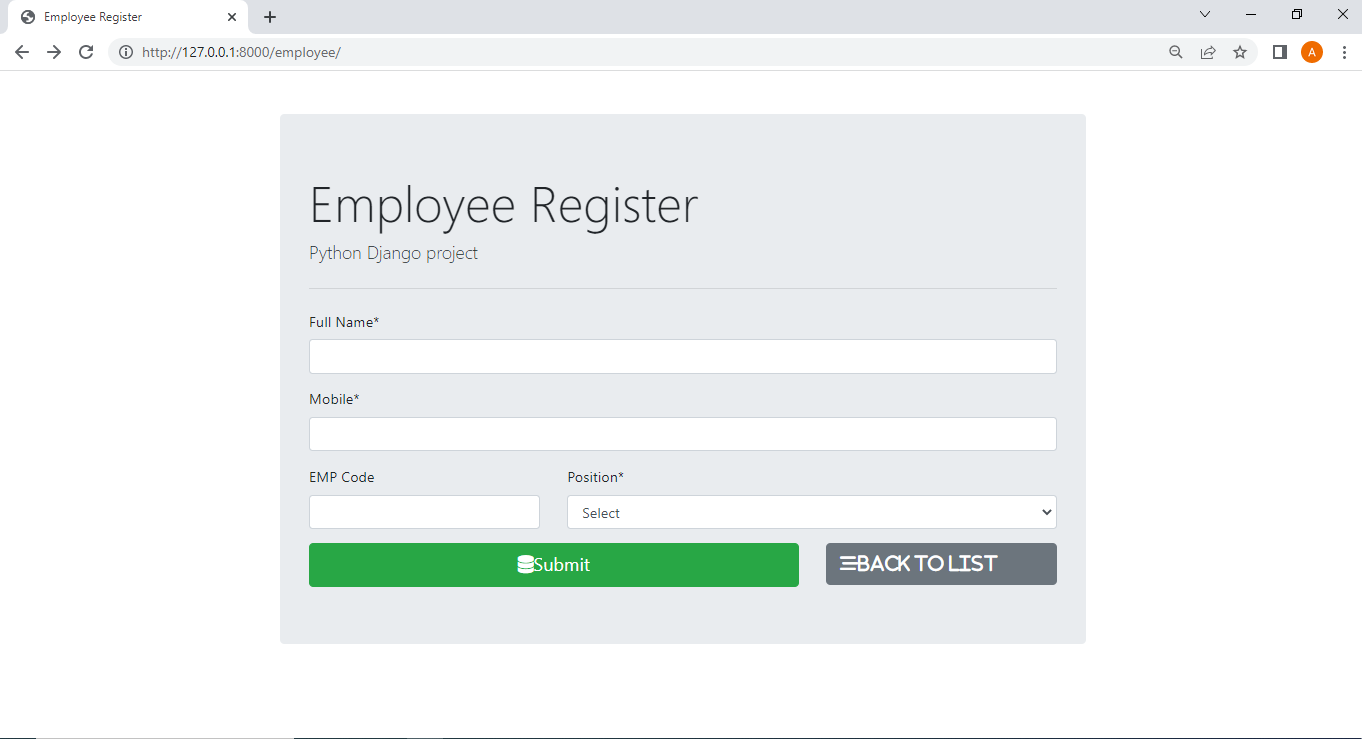 Employee Register
http://127.0.0.1:8000/employee/
A
Employee Register
Python Django project
Full Name*
Mobile*
EMP Code Position*
Select
Submit BACK TO LIST